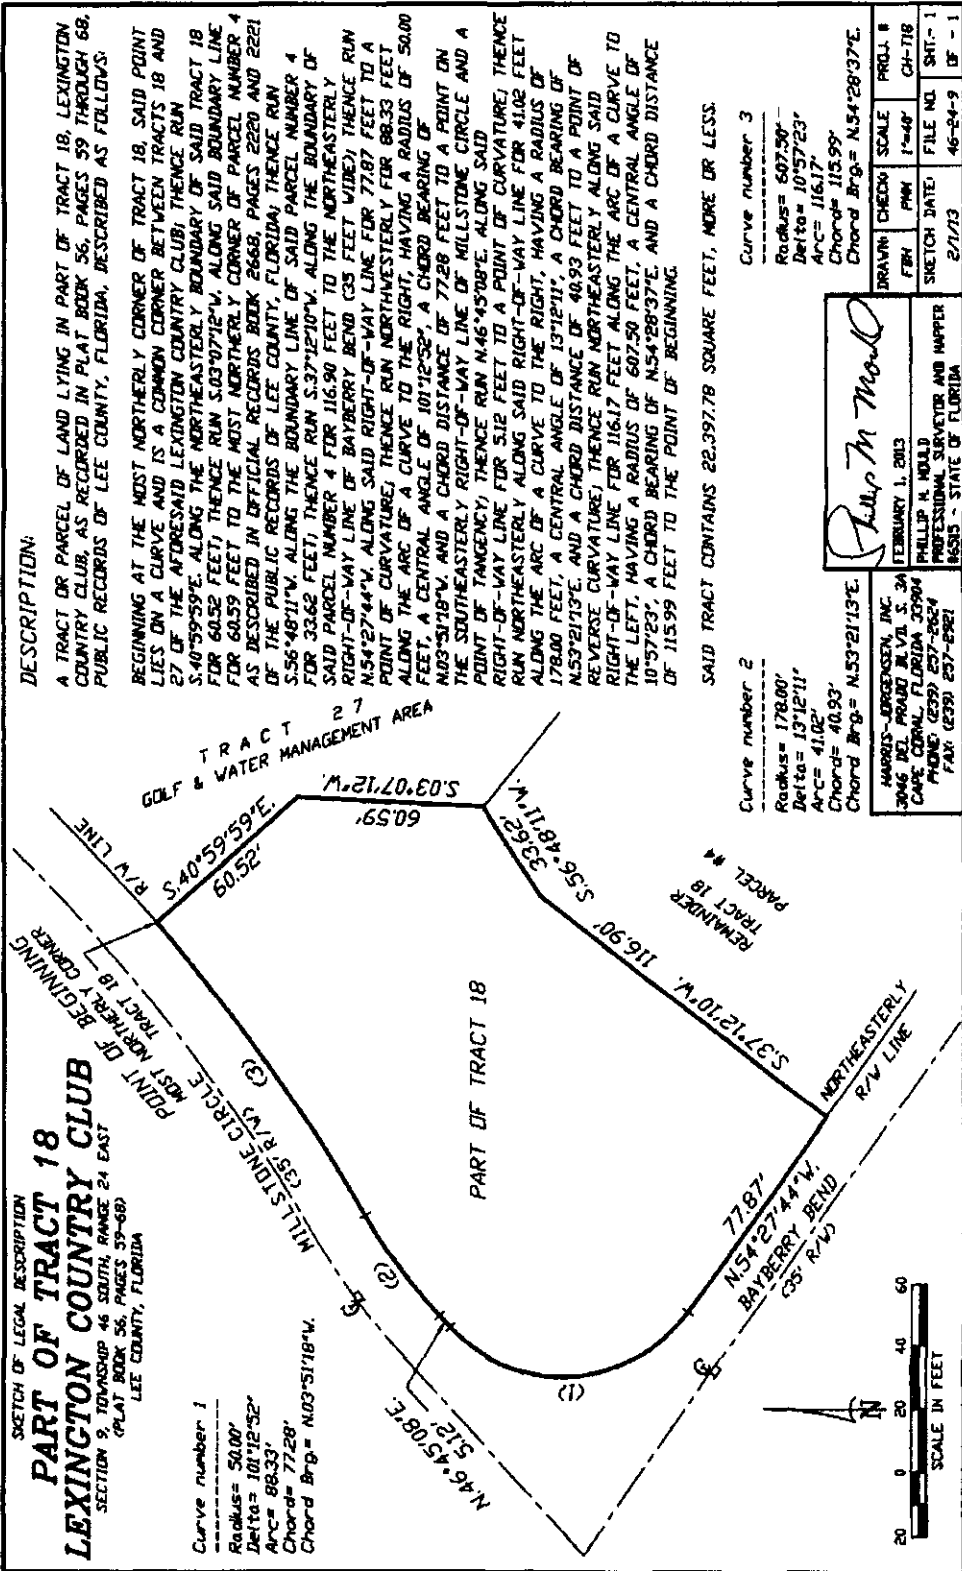 SKETCH OF LEGAL DESCRIPTION
PART OF TRACT 18
LEXINGTON COUNTRY CLUB
SECTION 9, TOWNSHIP 46 SOUTH, RANGE 24 EAST
(PLAT BOOK 56, PAGES 59-68)
LEE COUNTY, FLORIDA
Curve number 1
Radius= 50.00'
Delta= 101°12'52"
Arc= 88.33'
Chord= 77.28'
Chord Brg.= N.03°51'18"W.
POINT OF BEGINNING
MOST NORTHERLY CORNER
TRACT 18
R/W LINE
S.40°59'59"E.
60.52'
TRACT 27
GOLF & WATER MANAGEMENT AREA
S.03°07'12"W.
60.59'
33.62'
S.56°48'11"W.
116.90'
S.37°12'10"W.
REMAINDER
TRACT 18
PARCEL #4
PART OF TRACT 18
MILLSTONE CIRCLE
(35' R/W)
(3)
(2)
(1)
N.46°45'08"E.
5.12'
77.87'
N.54°27'44"W.
BAYBERRY BEND
(35' R/W)
NORTHEASTERLY
R/W LINE
N
20 0 20 40 60
SCALE IN FEET
DESCRIPTION:
A TRACT OR PARCEL OF LAND LYING IN PART OF TRACT 18, LEXINGTON
COUNTRY CLUB, AS RECORDED IN PLAT BOOK 56, PAGES 59 THROUGH 68,
PUBLIC RECORDS OF LEE COUNTY, FLORIDA, DESCRIBED AS FOLLOWS:
BEGINNING AT THE MOST NORTHERLY CORNER OF TRACT 18, SAID POINT
LIES ON A CURVE AND IS A COMMON CORNER BETWEEN TRACTS 18 AND
27 OF THE AFORESAID LEXINGTON COUNTRY CLUB; THENCE RUN
S.40°59'59"E. ALONG THE NORTHEASTERLY BOUNDARY OF SAID TRACT 18
FOR 60.52 FEET; THENCE RUN S.03°07'12"W. ALONG SAID BOUNDARY LINE
FOR 60.59 FEET TO THE MOST NORTHERLY CORNER OF PARCEL NUMBER 4
AS DESCRIBED IN OFFICIAL RECORDS BOOK 2668, PAGES 2220 AND 2221
OF THE PUBLIC RECORDS OF LEE COUNTY, FLORIDA; THENCE RUN
S.56°48'11"W. ALONG THE BOUNDARY LINE OF SAID PARCEL NUMBER 4
FOR 33.62 FEET; THENCE RUN S.37°12'10"W. ALONG THE BOUNDARY OF
SAID PARCEL NUMBER 4 FOR 116.90 FEET TO THE NORTHEASTERLY
RIGHT-OF-WAY LINE OF BAYBERRY BEND (35 FEET WIDE); THENCE RUN
N.54°27'44"W. ALONG SAID RIGHT-OF-WAY LINE FOR 77.87 FEET TO A
POINT OF CURVATURE; THENCE RUN NORTHWESTERLY FOR 88.33 FEET
ALONG THE ARC OF A CURVE TO THE RIGHT, HAVING A RADIUS OF 50.00
FEET, A CENTRAL ANGLE OF 101°12'52", A CHORD BEARING OF
N.03°51'18"W. AND A CHORD DISTANCE OF 77.28 FEET TO A POINT ON
THE SOUTHEASTERLY RIGHT-OF-WAY LINE OF MILLSTONE CIRCLE AND A
POINT OF TANGENCY; THENCE RUN N.46°45'08"E. ALONG SAID
RIGHT-OF-WAY LINE FOR 5.12 FEET TO A POINT OF CURVATURE; THENCE
RUN NORTHEASTERLY ALONG SAID RIGHT-OF-WAY LINE FOR 41.02 FEET
ALONG THE ARC OF A CURVE TO THE RIGHT, HAVING A RADIUS OF
178.00 FEET, A CENTRAL ANGLE OF 13°12'11", A CHORD BEARING OF
N.53°21'13"E. AND A CHORD DISTANCE OF 40.93 FEET TO A POINT OF
REVERSE CURVATURE; THENCE RUN NORTHEASTERLY ALONG SAID
RIGHT-OF-WAY LINE FOR 116.17 FEET ALONG THE ARC OF A CURVE TO
THE LEFT, HAVING A RADIUS OF 607.50 FEET, A CENTRAL ANGLE OF
10°57'23", A CHORD BEARING OF N.54°28'37"E. AND A CHORD DISTANCE
OF 115.99 FEET TO THE POINT OF BEGINNING.
SAID TRACT CONTAINS 22,397.78 SQUARE FEET, MORE OR LESS.
Curve number 2
Radius= 178.00'
Delta= 13°12'11"
Arc= 41.02'
Chord= 40.93'
Chord Brg.= N.53°21'13"E.
Curve number 3
Radius= 607.50'
Delta= 10°57'23"
Arc= 116.17'
Chord= 115.99'
Chord Brg.= N.54°28'37"E.
HARRIS-JORGENSEN, INC.
3046 DEL PRADO BLVD. S. 3A
CAPE CORAL, FLORIDA 33904
PHONE: (239) 257-2624
FAX: (239) 257-2921
Phillip M Mould
FEBRUARY 1, 2013
PHILLIP M. MOULD
PROFESSIONAL SURVEYOR AND MAPPER
#6515 - STATE OF FLORIDA
DRAWN: CHECK: SCALE PROJ. #
FBH PMM 1"=40' CH-T18
SKETCH DATE: FILE NO. SHT.- 1
2/1/13 46-24-9 OF - 1